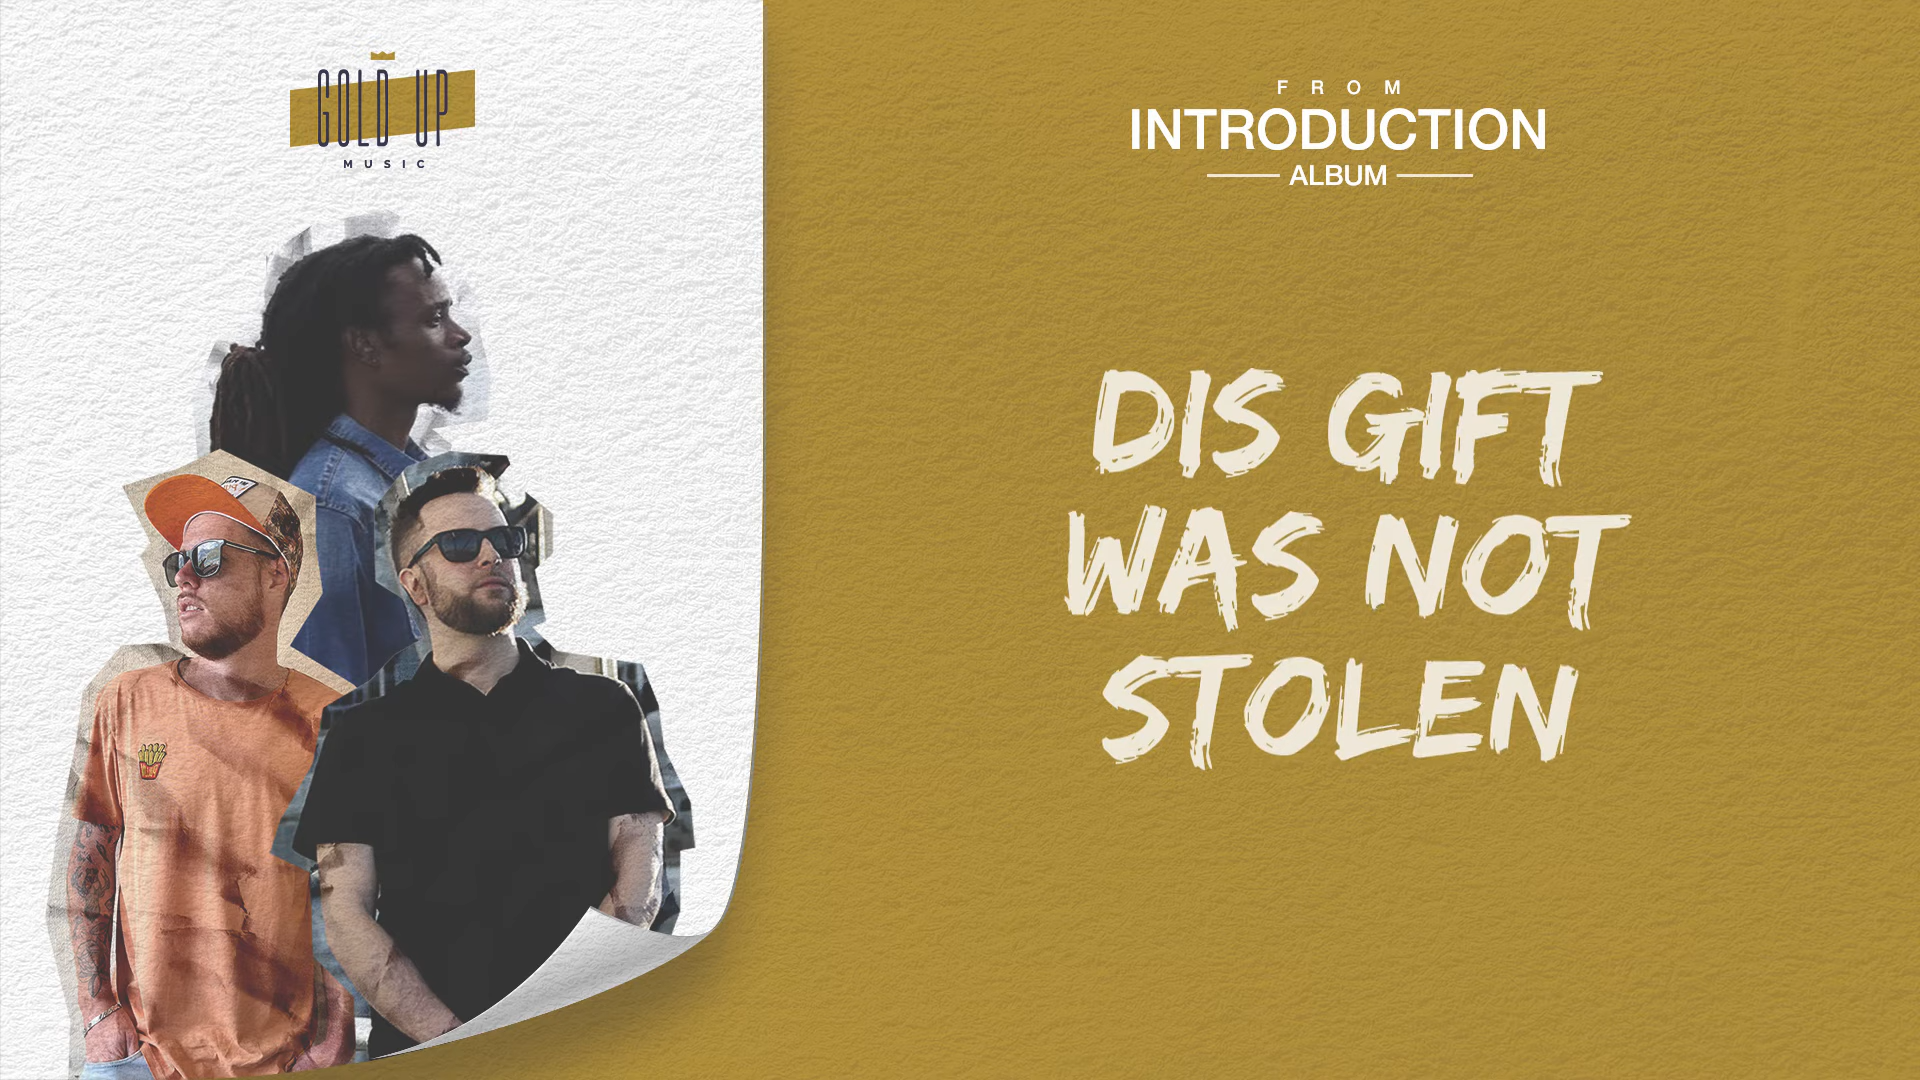 GOLD UP
MUSIC
FROM
INTRODUCTION
ALBUM
DIS GIFT
WAS NOT
STOLEN